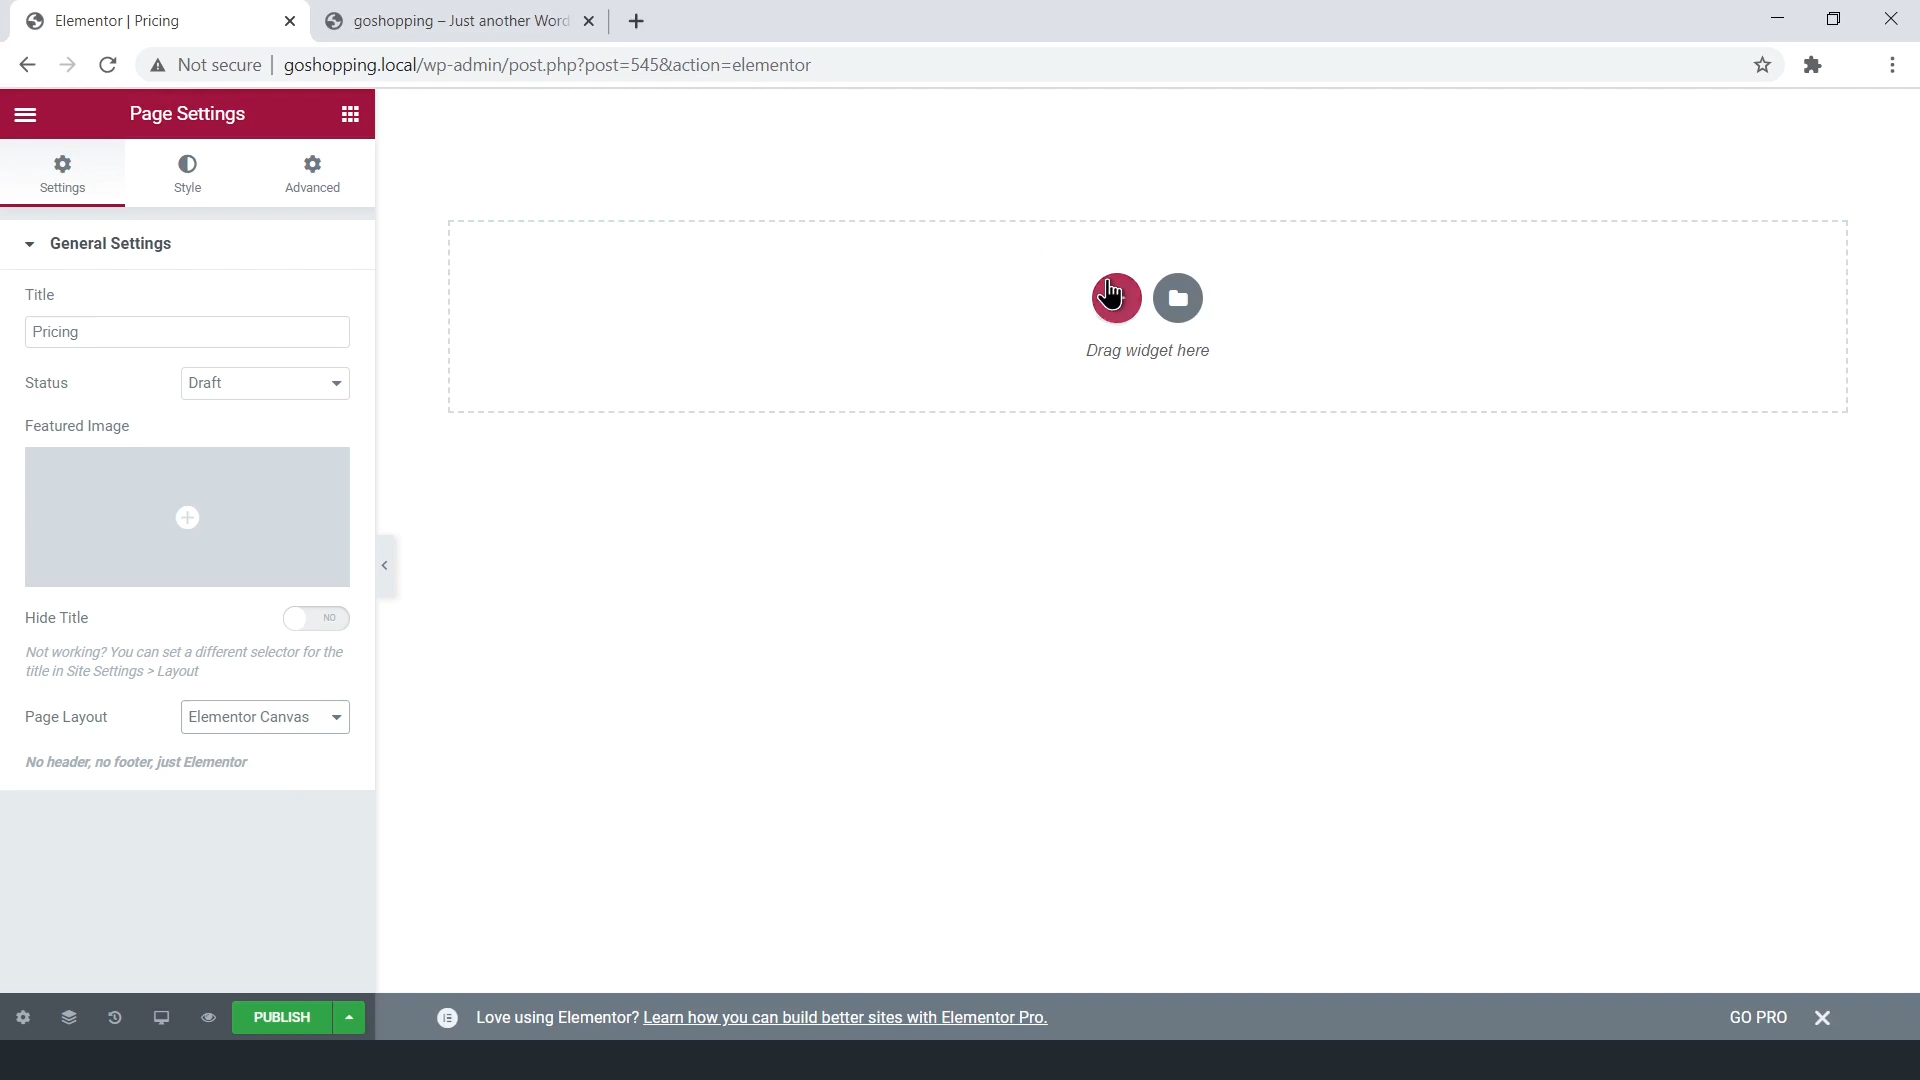 Elementor | Pricing
goshopping – Just another Word
Not secure
goshopping.local/wp-admin/post.php?post=545&action=elementor
Page Settings
Settings
Style
Advanced
General Settings
Title
Pricing
Status
Draft
Featured Image
Hide Title
NO
Not working? You can set a different selector for the
title in Site Settings > Layout
Page Layout
Elementor Canvas
No header, no footer, just Elementor
Drag widget here
PUBLISH
Love using Elementor? Learn how you can build better sites with Elementor Pro.
GO PRO